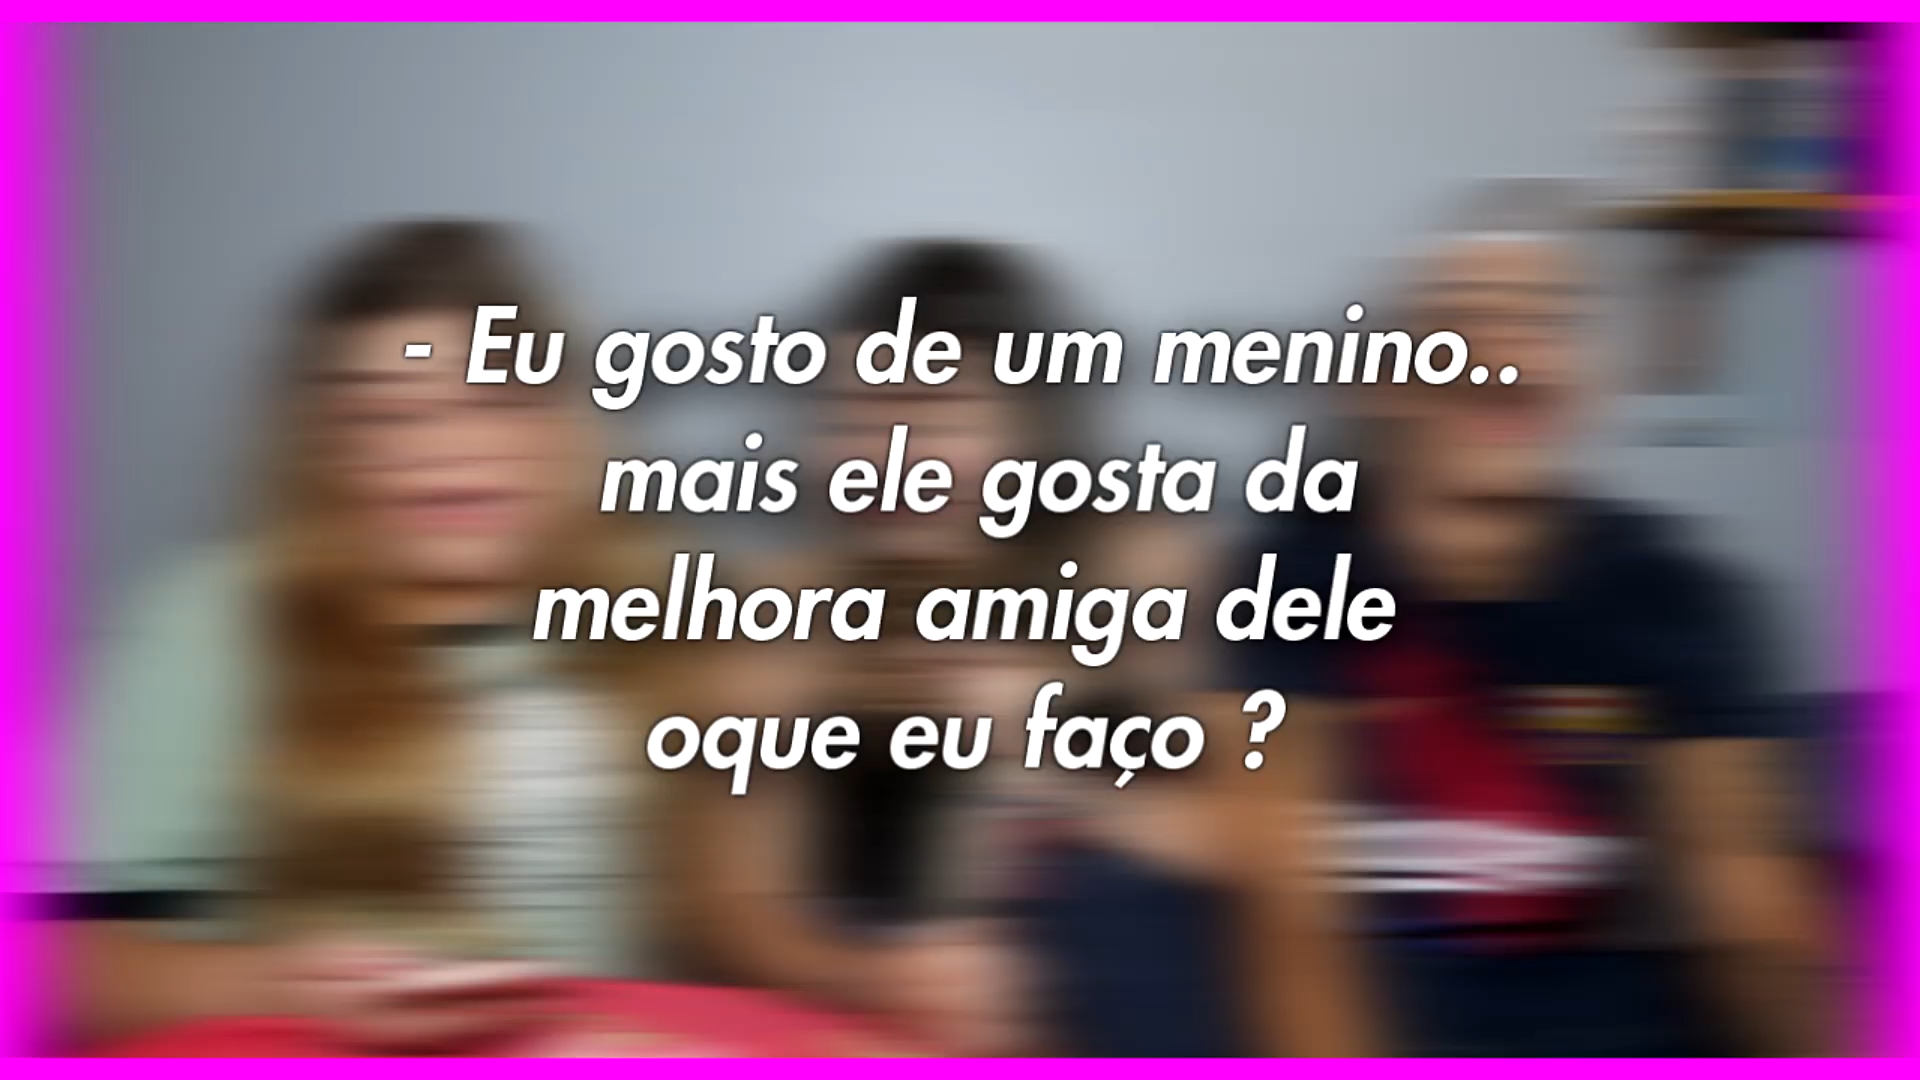 - Eu gosto de um menino..
mais ele gosta da
melhora amiga dele
oque eu faço ?